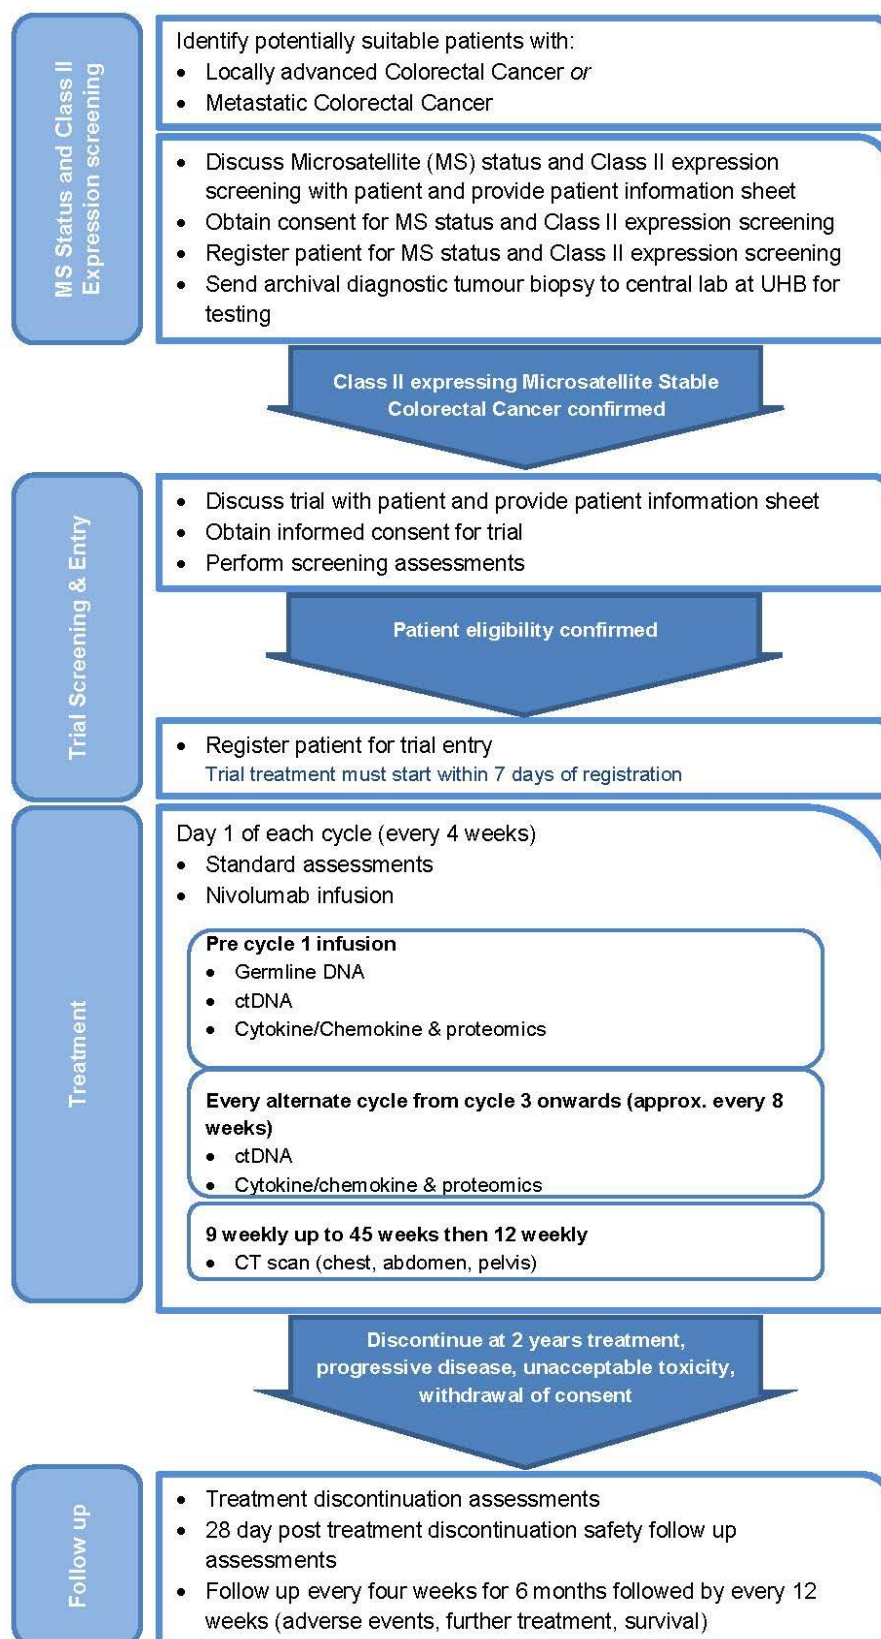 MS Status and Class II
Expression screening
Identify potentially suitable patients with:
• Locally advanced Colorectal Cancer or
• Metastatic Colorectal Cancer
• Discuss Microsatellite (MS) status and Class II expression
screening with patient and provide patient information sheet
• Obtain consent for MS status and Class II expression screening
• Register patient for MS status and Class II expression screening
• Send archival diagnostic tumour biopsy to central lab at UHB for
testing
Class II expressing Microsatellite Stable
Colorectal Cancer confirmed
Trial Screening & Entry
• Discuss trial with patient and provide patient information sheet
• Obtain informed consent for trial
• Perform screening assessments
Patient eligibility confirmed
• Register patient for trial entry
Trial treatment must start within 7 days of registration
Treatment
Day 1 of each cycle (every 4 weeks)
• Standard assessments
• Nivolumab infusion
Pre cycle 1 infusion
• Germline DNA
• ctDNA
• Cytokine/Chemokine & proteomics
Every alternate cycle from cycle 3 onwards (approx. every 8
weeks)
• ctDNA
• Cytokine/chemokine & proteomics
9 weekly up to 45 weeks then 12 weekly
• CT scan (chest, abdomen, pelvis)
Discontinue at 2 years treatment,
progressive disease, unacceptable toxicity,
withdrawal of consent
Follow up
• Treatment discontinuation assessments
• 28 day post treatment discontinuation safety follow up
assessments
• Follow up every four weeks for 6 months followed by every 12
weeks (adverse events, further treatment, survival)